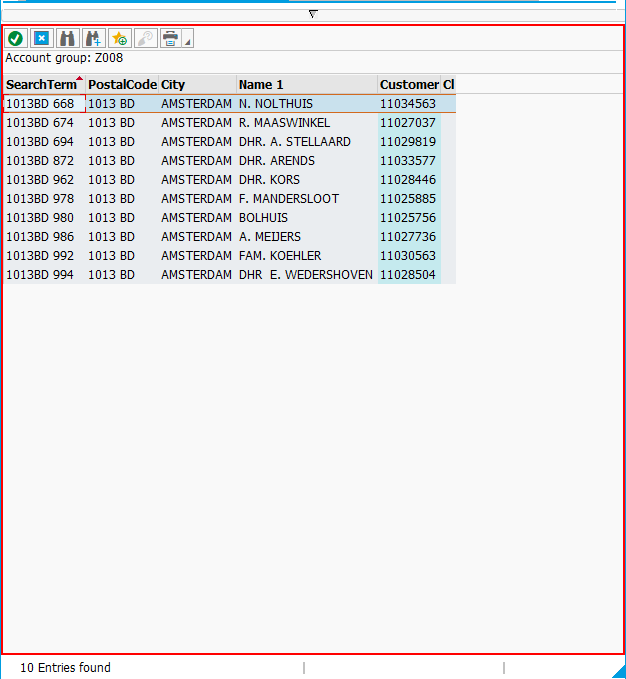 Account group: Z008
SearchTerm PostalCode City Name 1 Customer Cl
1013BD 668 1013 BD AMSTERDAM N. NOLTHUIS 11034563
1013BD 674 1013 BD AMSTERDAM R. MAASWINKEL 11027037
1013BD 694 1013 BD AMSTERDAM DHR. A. STELLAARD 11029819
1013BD 872 1013 BD AMSTERDAM DHR. ARENDS 11033577
1013BD 962 1013 BD AMSTERDAM DHR. KORS 11028446
1013BD 978 1013 BD AMSTERDAM F. MANDERSLOOT 11025885
1013BD 980 1013 BD AMSTERDAM BOLHUIS 11025756
1013BD 986 1013 BD AMSTERDAM A. MEIJERS 11027736
1013BD 992 1013 BD AMSTERDAM FAM. KOEHLER 11030563
1013BD 994 1013 BD AMSTERDAM DHR E. WEDERSHOVEN 11028504
10 Entries found